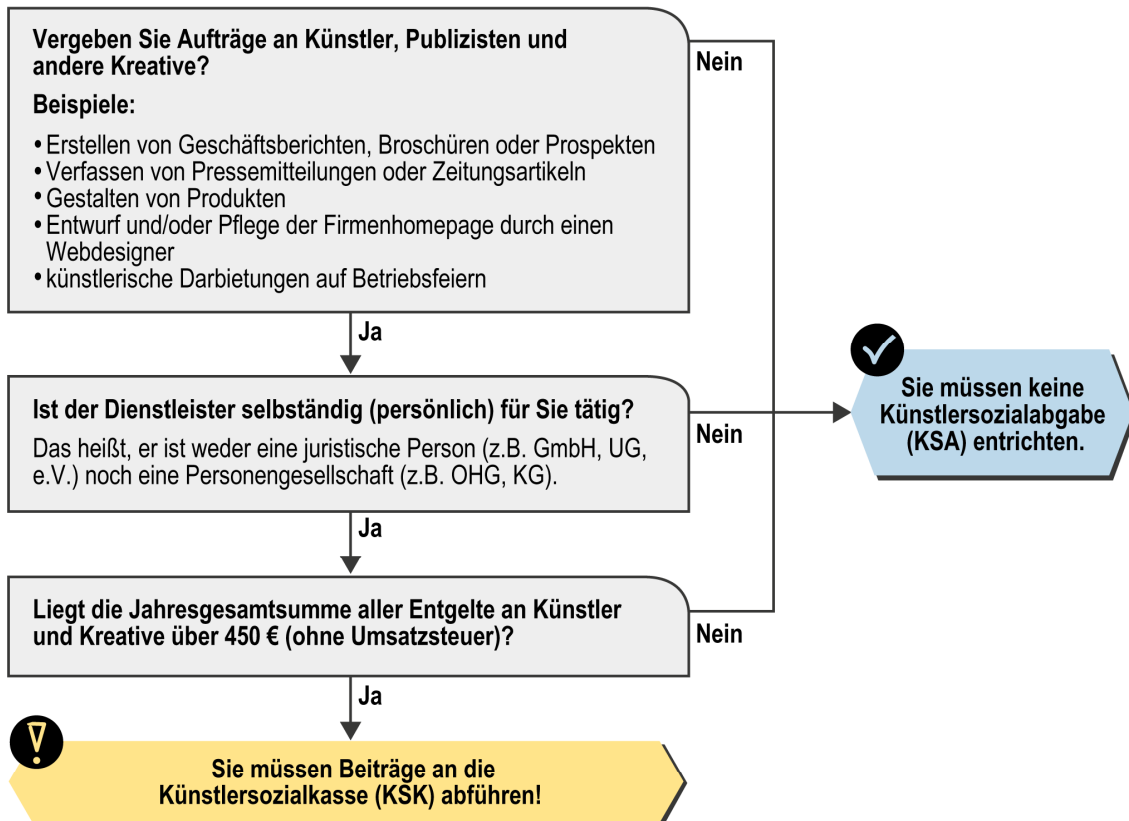 Vergeben Sie Aufträge an Künstler, Publizisten und
andere Kreative?
Nein
Beispiele:
• Erstellen von Geschäftsberichten, Broschüren oder Prospekten
• Verfassen von Pressemitteilungen oder Zeitungsartikeln
• Gestalten von Produkten
• Entwurf und/oder Pflege der Firmenhomepage durch einen
Webdesigner
• künstlerische Darbietungen auf Betriebsfeiern
Ja
Ist der Dienstleister selbständig (persönlich) für Sie tätig?
Das heißt, er ist weder eine juristische Person (z.B. GmbH, UG,
e.V.) noch eine Personengesellschaft (z.B. OHG, KG).
Nein
Sie müssen keine
Künstlersozialabgabe
(KSA) entrichten.
Ja
Liegt die Jahresgesamtsumme aller Entgelte an Künstler
und Kreative über 450 € (ohne Umsatzsteuer)?
Nein
Ja
Sie müssen Beiträge an die
Künstlersozialkasse (KSK) abführen!